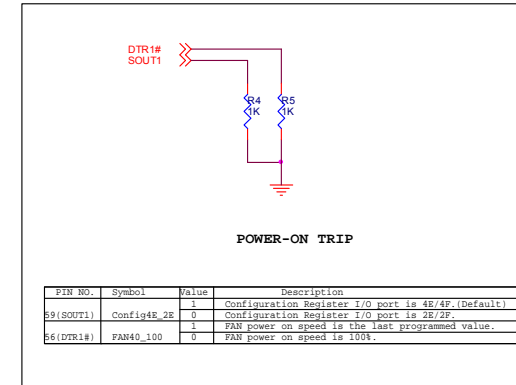 DTR1#
SOUT1
R4 R5
1K 1K
POWER-ON TRIP
PIN NO. Symbol Value Description
1 Configuration Register I/O port is 4E/4F.(Default)
59(SOUT1) Config4E_2E 0 Configuration Register I/O port is 2E/2F.
1 FAN power on speed is the last programmed value.
56(DTR1#) FAN40_100 0 FAN power on speed is 100%.